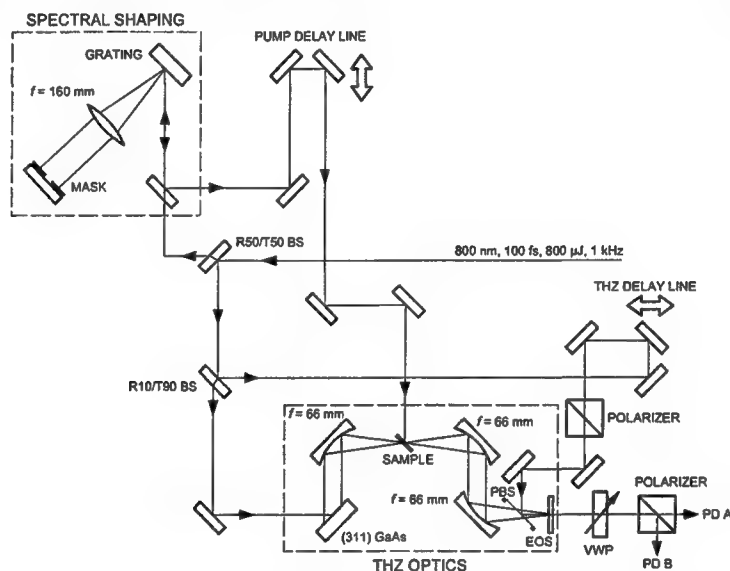 SPECTRAL SHAPING
GRATING
f = 160 mm
MASK
PUMP DELAY LINE
R50/T50 BS
800 nm, 100 fs, 800 µJ, 1 kHz
THZ DELAY LINE
R10/T90 BS
f = 66 mm
f = 66 mm
SAMPLE
POLARIZER
f = 66 mm
PBS
POLARIZER
(311) GaAs
EOS
VWP
PD A
PD B
THZ OPTICS